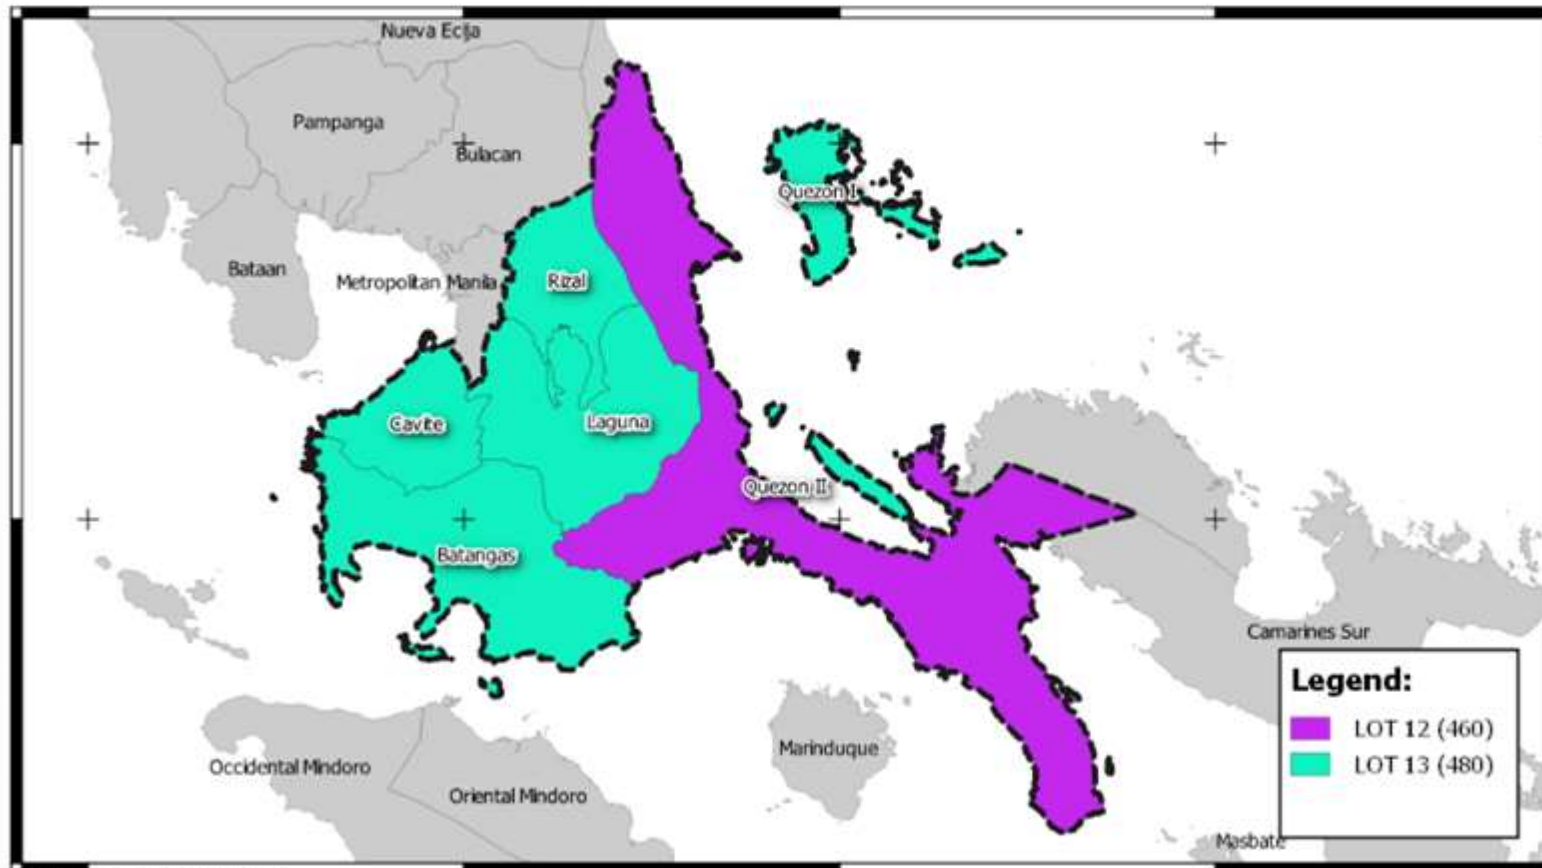 Nueva Ecija
Pampanga
Bulacan
Quezon I
Bataan
Metropolitan Manila
Rizal
Cavite
Laguna
Quezon II
Batangas
Camarines Sur
Legend:
LOT 12 (460)
LOT 13 (480)
Marinduque
Occidental Mindoro
Oriental Mindoro
Masbate